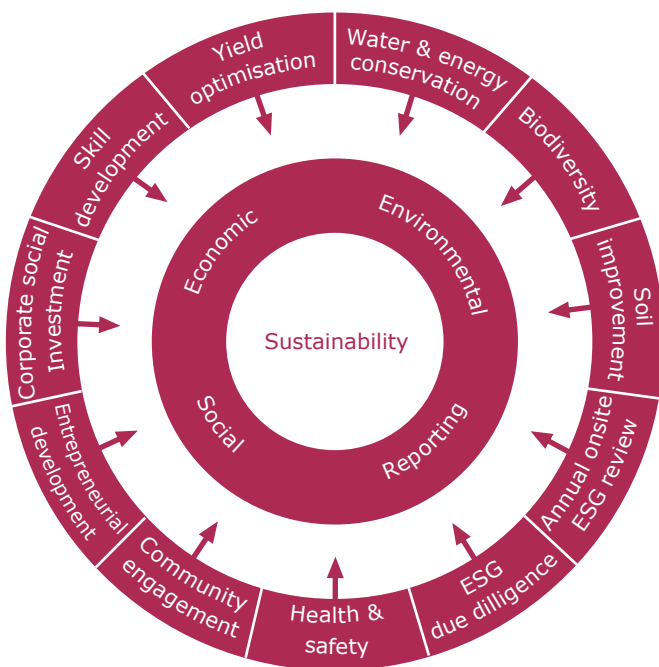 Yield
optimisation
Water & energy
conservation
Biodiversity
Soil
improvement
Annual onsite
ESG review
ESG
due dilligence
Health &
safety
Community
engagement
Entrepreneurial
development
Corporate social
Investment
Skill
development
Economic
Environmental
Reporting
Social
Sustainability